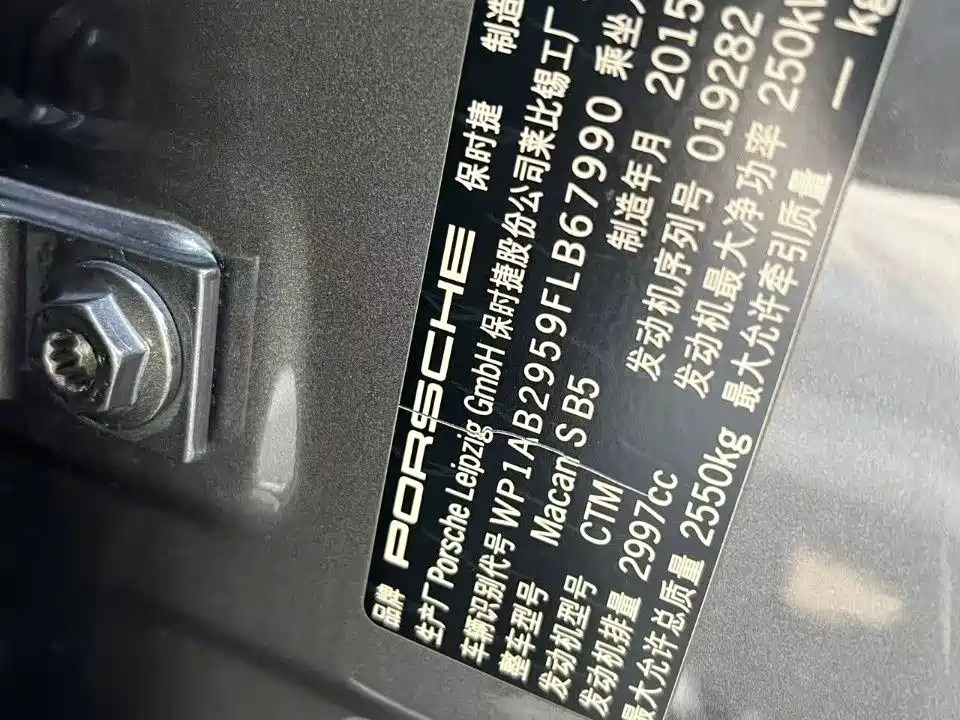 品牌 PORSCHE 保时捷 制造
生产厂 Porsche Leipzig GmbH 保时捷股份公司莱比锡工厂
车辆识别代号 WP1AB2959FLB67990 乘坐人
整车型号 Macan S B5 制造年月 2015
发动机型号 CTM 发动机序列号 019282
发动机排量 2997cc 发动机最大净功率 250kW
最大允许总质量 2550kg 最大允许牵引质量 — kg